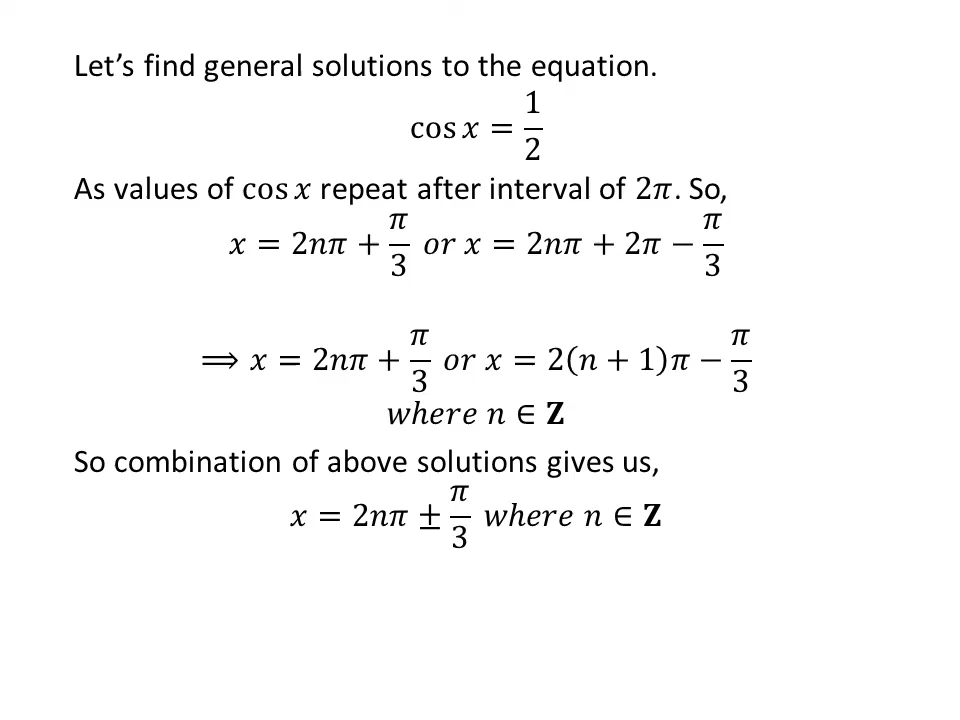 Let’s find general solutions to the equation.
cos 𝑥 = 1/2
As values of cos 𝑥 repeat after interval of 2𝜋. So,
𝑥 = 2𝑛𝜋 + 𝜋/3 𝑜𝑟 𝑥 = 2𝑛𝜋 + 2𝜋 − 𝜋/3
⟹ 𝑥 = 2𝑛𝜋 + 𝜋/3 𝑜𝑟 𝑥 = 2(𝑛 + 1)𝜋 − 𝜋/3
𝑤ℎ𝑒𝑟𝑒 𝑛 ∈ 𝐙
So combination of above solutions gives us,
𝑥 = 2𝑛𝜋 ± 𝜋/3 𝑤ℎ𝑒𝑟𝑒 𝑛 ∈ 𝐙